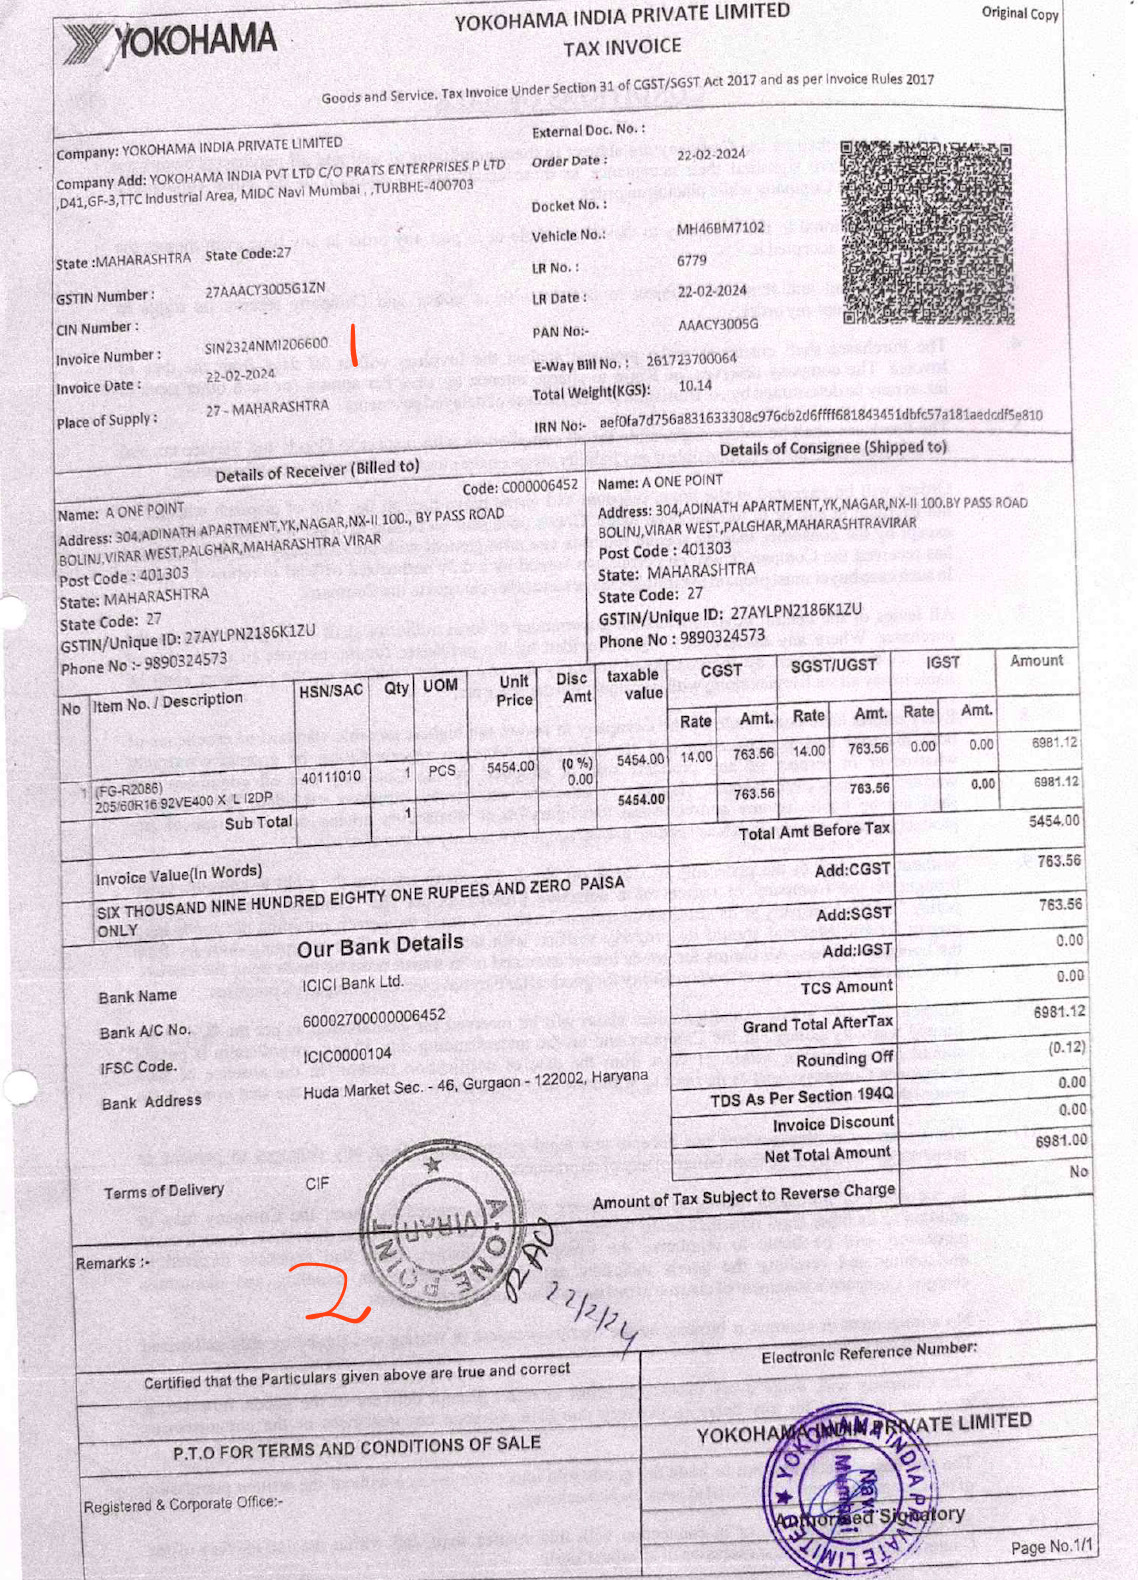 YOKOHAMA
YOKOHAMA INDIA PRIVATE LIMITED
TAX INVOICE
Original Copy
Goods and Service. Tax Invoice Under Section 31 of CGST/SGST Act 2017 and as per Invoice Rules 2017
Company: YOKOHAMA INDIA PRIVATE LIMITED
Company Add: YOKOHAMA INDIA PVT LTD C/O PRATS ENTERPRISES P LTD
,D41,GF-3,TTC Industrial Area, MIDC Navi Mumbai , ,TURBHE-400703
State :MAHARASHTRA State Code:27
GSTIN Number : 27AAACY3005G1ZN
CIN Number :
Invoice Number : SIN2324NMI206600
1
Invoice Date : 22-02-2024
Place of Supply : 27 - MAHARASHTRA
External Doc. No. :
Order Date : 22-02-2024
Docket No. :
Vehicle No.: MH46BM7102
LR No. : 6779
LR Date : 22-02-2024
PAN No:- AAACY3005G
E-Way Bill No. : 261723700064
Total Weight(KGS): 10.14
IRN No:- aef0fa7d756a831633308c976cb2d6ffff681843451dbfc57a181aedcdf5e810
Details of Receiver (Billed to)
Code: C000006452
Name: A ONE POINT
Address: 304,ADINATH APARTMENT,YK,NAGAR,NX-II 100., BY PASS ROAD
BOLINJ,VIRAR WEST,PALGHAR,MAHARASHTRA VIRAR
Post Code : 401303
State: MAHARASHTRA
State Code: 27
GSTIN/Unique ID: 27AYLPN2186K1ZU
Phone No :- 9890324573
Details of Consignee (Shipped to)
Name: A ONE POINT
Address: 304,ADINATH APARTMENT,YK,NAGAR,NX-II 100.BY PASS ROAD
BOLINJ,VIRAR WEST,PALGHAR,MAHARASHTRAVIRAR
Post Code : 401303
State: MAHARASHTRA
State Code: 27
GSTIN/Unique ID: 27AYLPN2186K1ZU
Phone No : 9890324573
No Item No. / Description HSN/SAC Qty UOM Unit Price Disc Amt taxable value CGST SGST/UGST IGST Amount
Rate Amt. Rate Amt. Rate Amt.
1 (FG-R2086) 205/60R16 92VE400 X L I2DP 40111010 1 PCS 5454.00 (0 %) 0.00 5454.00 14.00 763.56 14.00 763.56 0.00 0.00 6981.12
Sub Total 1 5454.00 763.56 763.56 0.00 6981.12
Total Amt Before Tax 5454.00
Invoice Value(In Words)
SIX THOUSAND NINE HUNDRED EIGHTY ONE RUPEES AND ZERO PAISA
ONLY
Add:CGST 763.56
Add:SGST 763.56
Add:IGST 0.00
TCS Amount 0.00
Grand Total AfterTax 6981.12
Rounding Off (0.12)
TDS As Per Section 194Q 0.00
Invoice Discount 0.00
Net Total Amount 6981.00
Amount of Tax Subject to Reverse Charge No
Our Bank Details
Bank Name ICICI Bank Ltd.
Bank A/C No. 60002700000006452
IFSC Code. ICIC0000104
Bank Address Huda Market Sec. - 46, Gurgaon - 122002, Haryana
Terms of Delivery CIF
A-ONE POINT
VIRAR
RAO
22/2/24
Remarks :-
2
Certified that the Particulars given above are true and correct
Electronic Reference Number:
P.T.O FOR TERMS AND CONDITIONS OF SALE
YOKOHAMA INDIA PRIVATE LIMITED
YOKOHAMA INDIA PRIVATE LIMITED
Navi
Mumbai
Authorised Signatory
Registered & Corporate Office:-
Page No.1/1